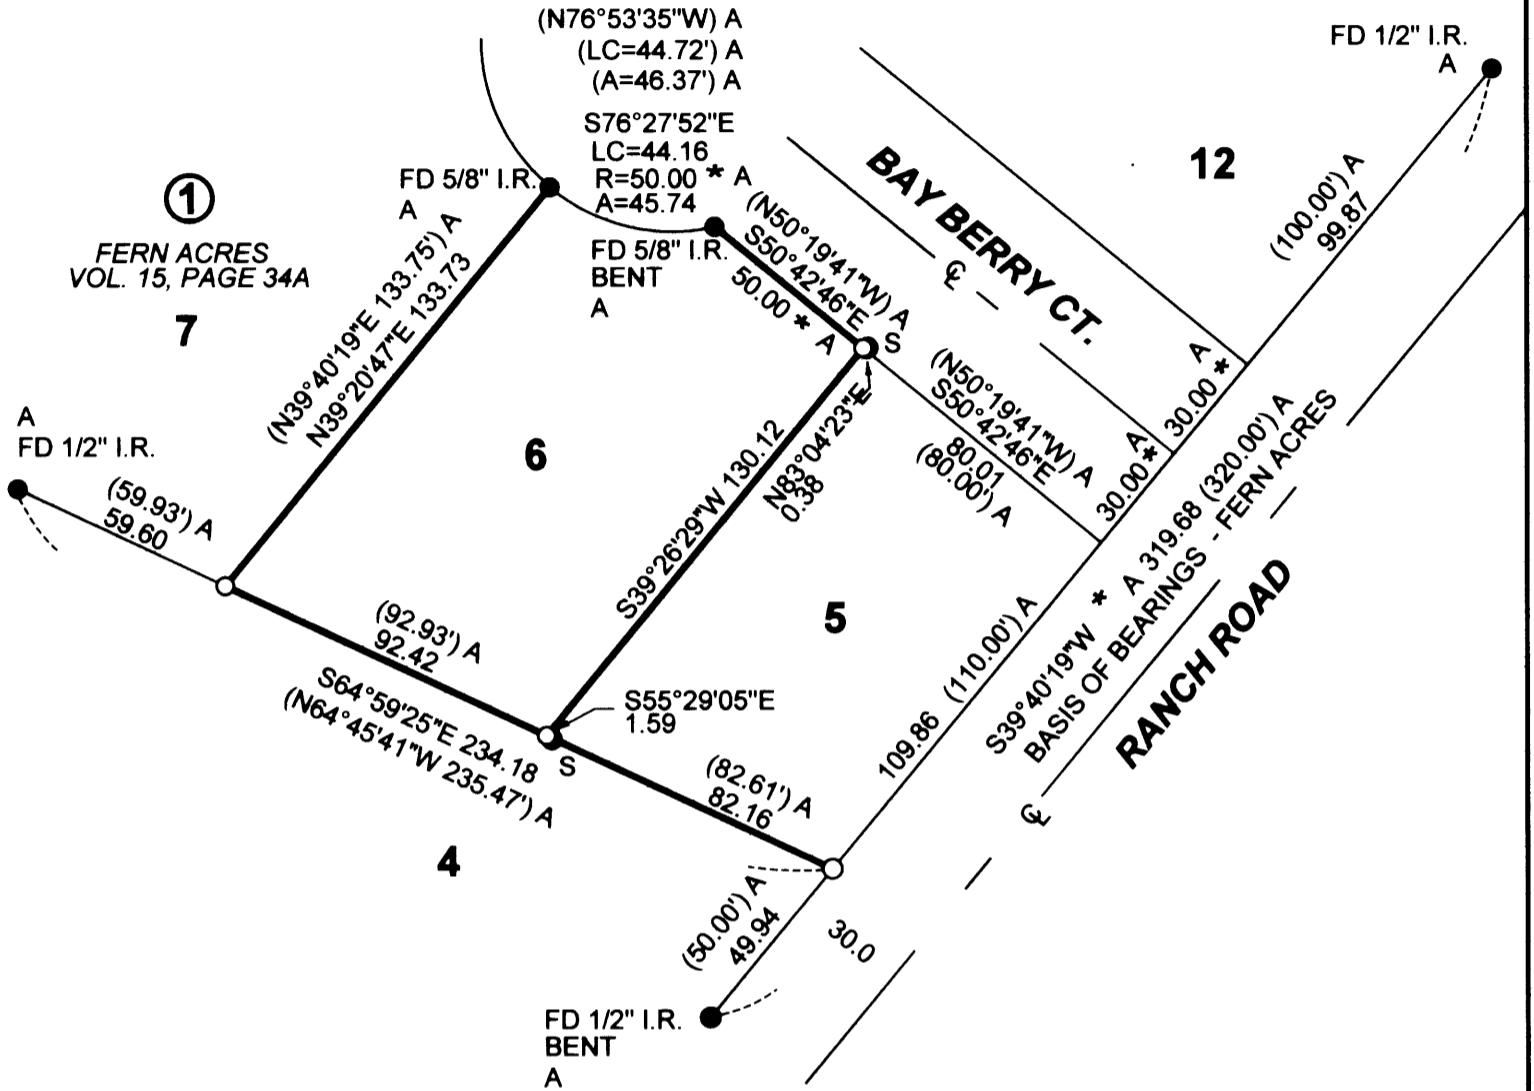 (N76°53'35"W) A
(LC=44.72') A
(A=46.37') A
S76°27'52"E
LC=44.16
R=50.00 * A
A=45.74
FD 1/2" I.R.
A
12
BAYBERRY CT.
℄
(100.00') A
99.87
FD 5/8" I.R.
A
1
FERN ACRES
VOL. 15, PAGE 34A
7
(N39°40'19"E 133.75') A
N39°20'47"E 133.73
FD 5/8" I.R.
BENT
A
(N50°19'41"W) A
S50°42'46"E
50.00 * A
S
N83°04'23"E
0.38
(N50°19'41"W) A
S50°42'46"E
80.01
(80.00') A
A
30.00 *
A
30.00 *
A
FD 1/2" I.R.
(59.93') A
59.60
6
S39°26'29"W 130.12
5
(92.93') A
92.42
S64°59'25"E 234.18
(N64°45'41"W 235.47') A
S55°29'05"E
1.59
S
(82.61') A
82.16
109.86 (110.00') A
S39°40'19"W * A 319.68 (320.00') A
BASIS OF BEARINGS - FERN ACRES
RANCH ROAD
℄
4
(50.00') A
49.94
30.0
FD 1/2" I.R.
BENT
A